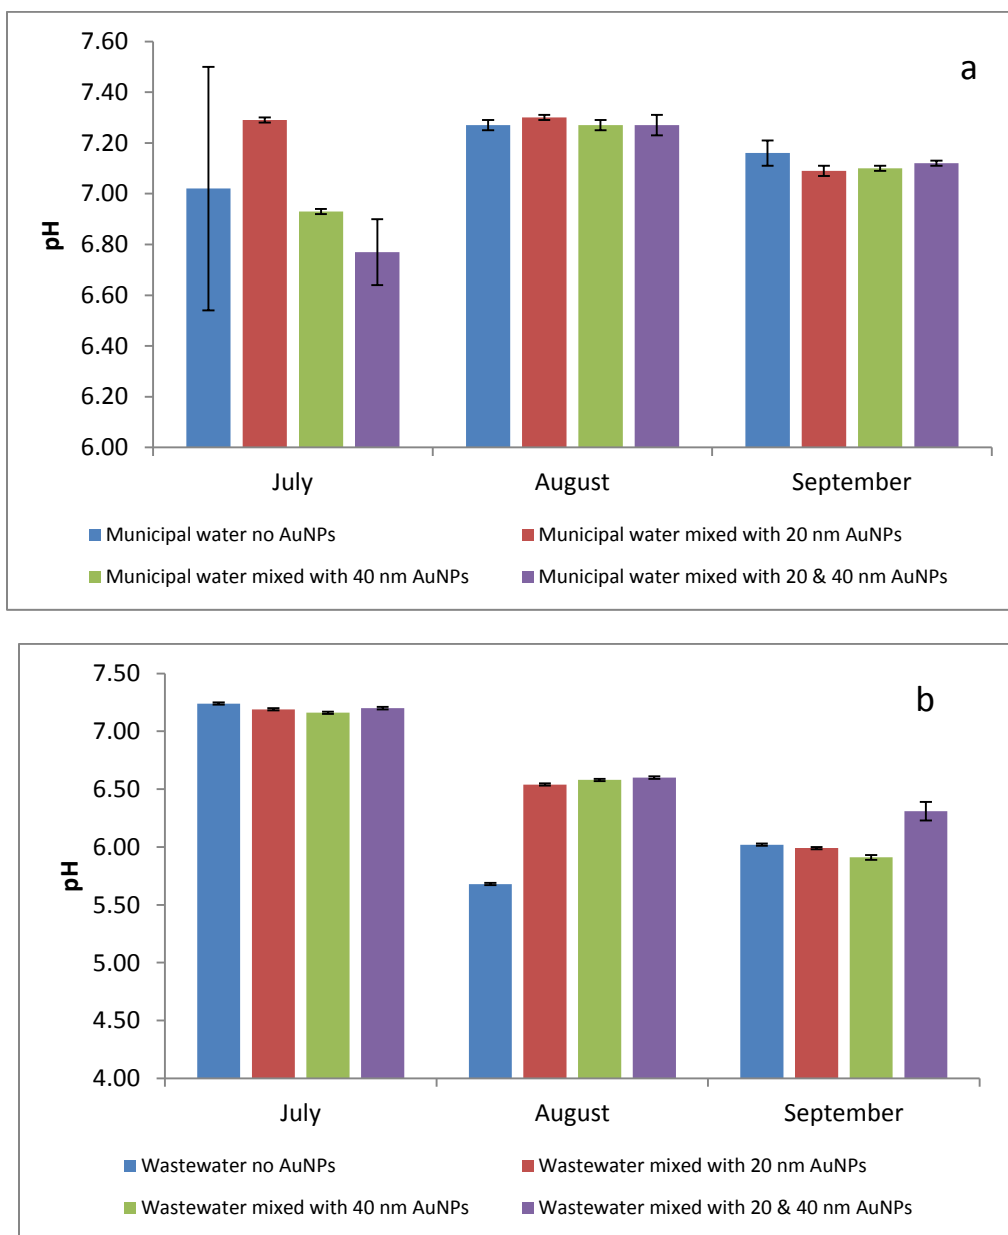 a
7.60
7.40
7.20
7.00
6.80
6.60
6.40
6.20
6.00
pH
July August September
Municipal water no AuNPs Municipal water mixed with 20 nm AuNPs
Municipal water mixed with 40 nm AuNPs Municipal water mixed with 20 & 40 nm AuNPs
b
7.50
7.00
6.50
6.00
5.50
5.00
4.50
4.00
pH
July August September
Wastewater no AuNPs Wastewater mixed with 20 nm AuNPs
Wastewater mixed with 40 nm AuNPs Wastewater mixed with 20 & 40 nm AuNPs